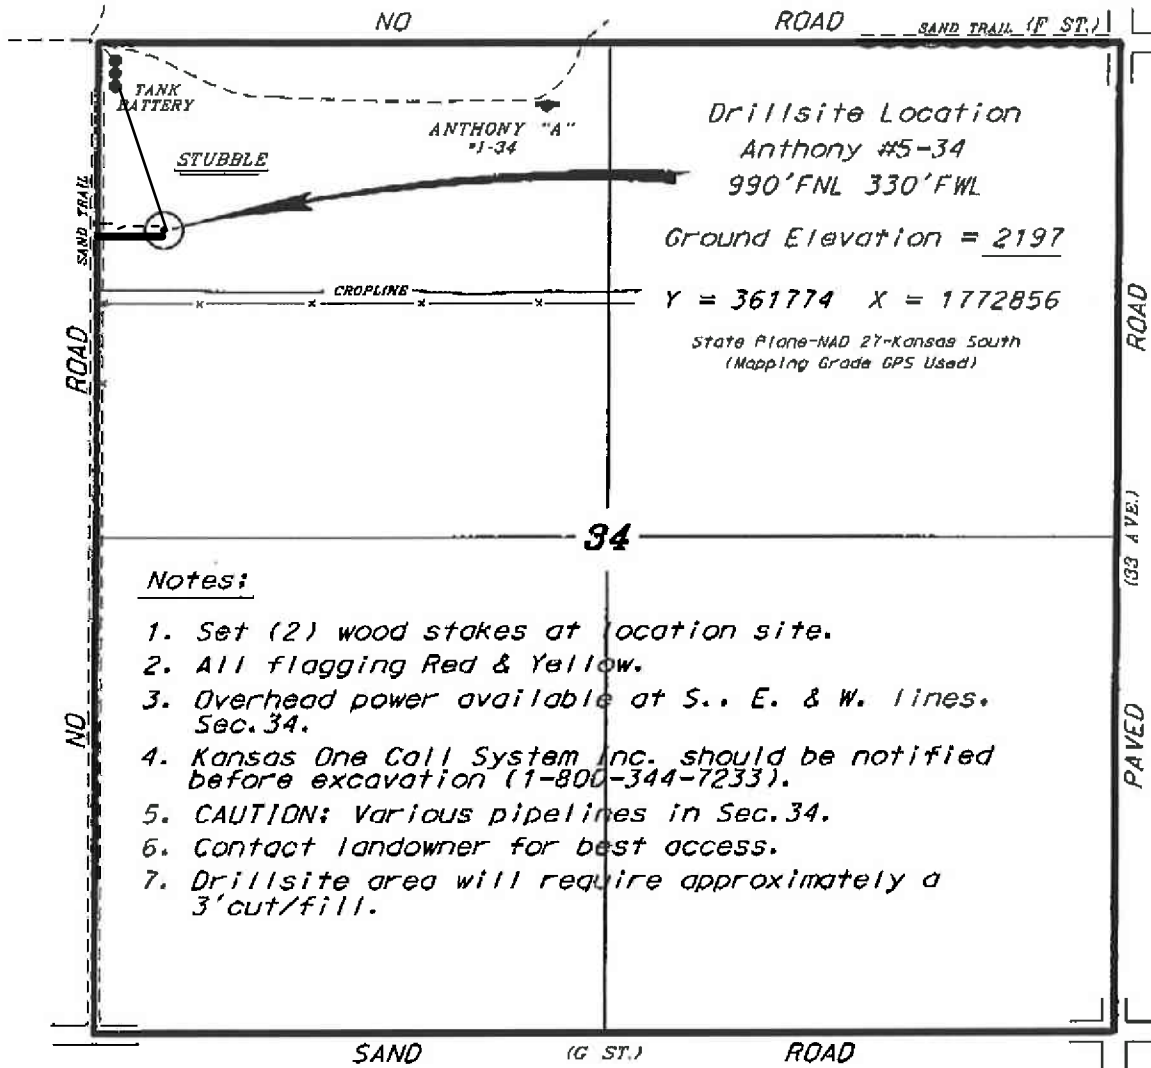 NO ROAD SAND TRAIL (F ST.)
TANK
BATTERY
ANTHONY "A"
#1-34
STUBBLE
Drillsite Location
Anthony #5-34
990'FNL 330'FWL
Ground Elevation = 2197
Y = 361774 X = 1772856
State Plane-NAD 27-Kansas South
(Mapping Grade GPS Used)
SAND TRAIL
CROPLINE
NO ROAD
PAVED (33 AVE.) ROAD
34
Notes:
1. Set (2) wood stakes at location site.
2. All flagging Red & Yellow.
3. Overhead power available at S.. E. & W. lines.
Sec.34.
4. Kansas One Call System Inc. should be notified
before excavation (1-800-344-7233).
5. CAUTION: Various pipelines in Sec.34.
6. Contact landowner for best access.
7. Drillsite area will require approximately a
3'cut/fill.
SAND (G ST.) ROAD